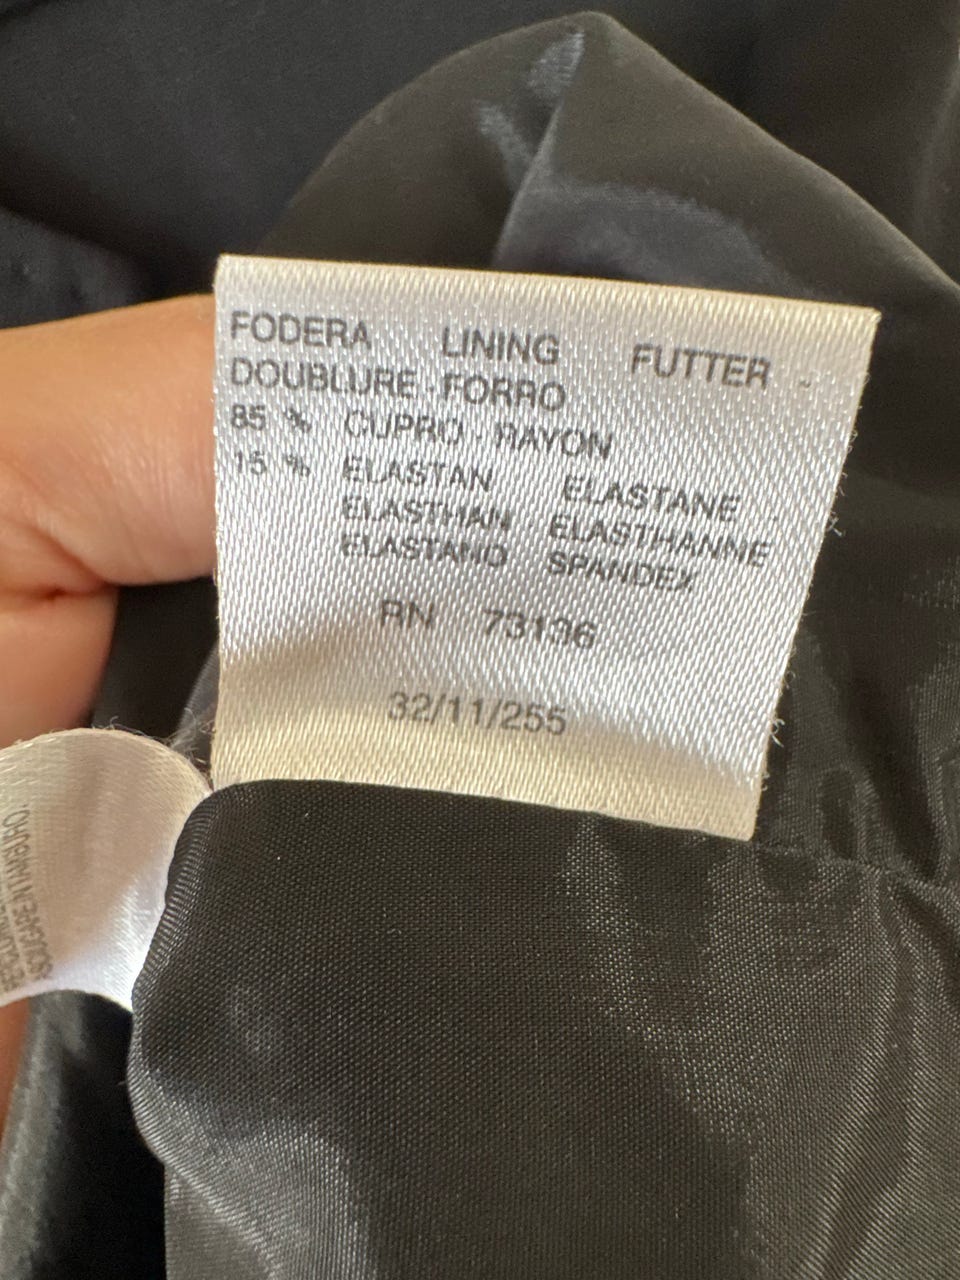 FODERA LINING FUTTER -
DOUBLURE - FORRO
85 % CUPRO - RAYON
15 % ELASTAN - ELASTANE -
ELASTHAN - ELASTHANNE
ELASTANO - SPANDEX
RN 73136
32/11/255